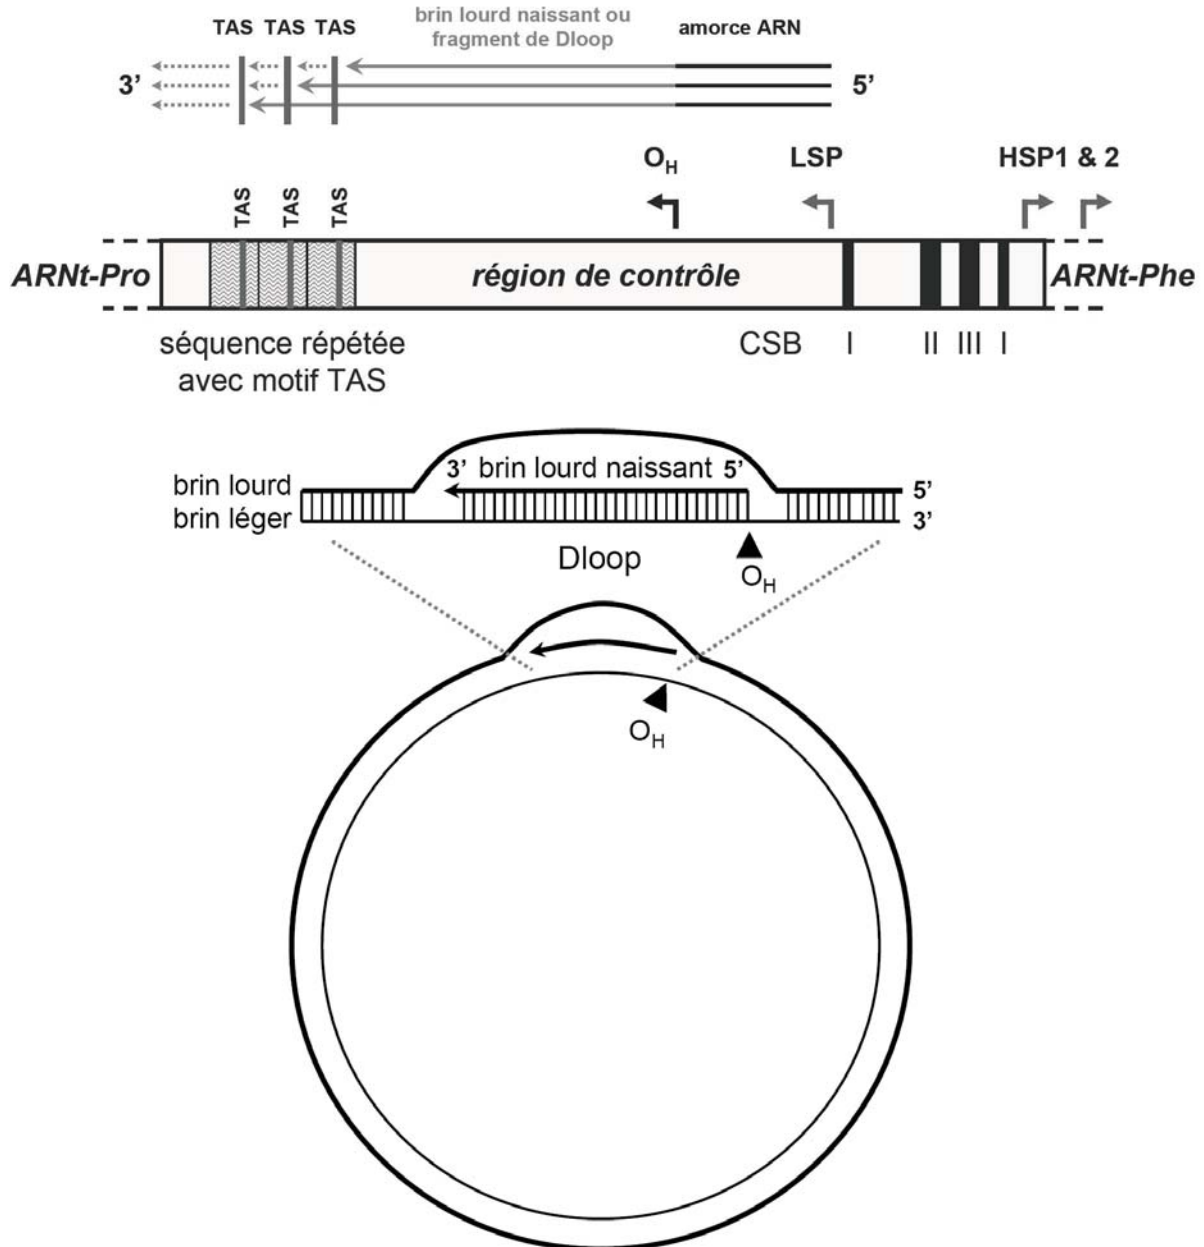 TAS TAS TAS
brin lourd naissant ou
fragment de Dloop
amorce ARN
3’ 5’
OH LSP HSP1 & 2
TAS TAS TAS
ARNt-Pro région de contrôle ARNt-Phe
séquence répétée
avec motif TAS
CSB I II III I
3’ brin lourd naissant 5’
brin lourd 5’
brin léger 3’
Dloop
OH
OH